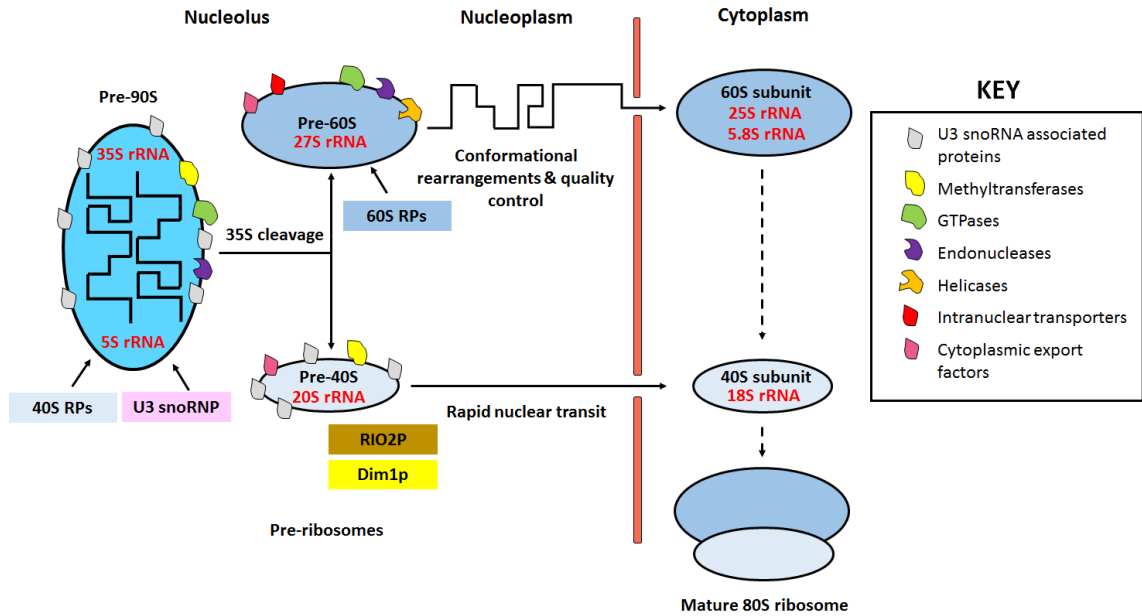 Nucleolus
Nucleoplasm
Cytoplasm
Pre-90S
35S rRNA
5S rRNA
40S RPs
U3 snoRNP
35S cleavage
Pre-60S
27S rRNA
60S RPs
Conformational
rearrangements & quality
control
Pre-40S
20S rRNA
RIO2P
Dim1p
Rapid nuclear transit
Pre-ribosomes
60S subunit
25S rRNA
5.8S rRNA
40S subunit
18S rRNA
Mature 80S ribosome
KEY
U3 snoRNA associated
proteins
Methyltransferases
GTPases
Endonucleases
Helicases
Intranuclear transporters
Cytoplasmic export
factors